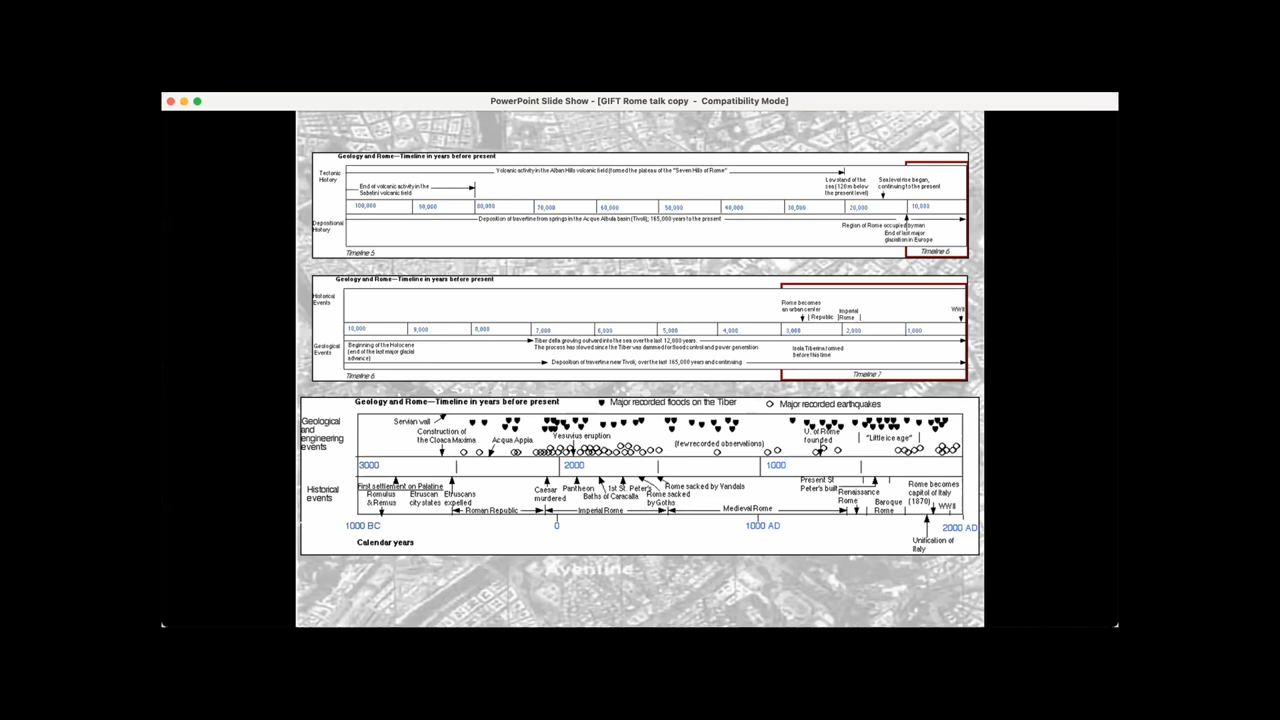 PowerPoint Slide Show - [GIFT Rome talk copy - Compatibility Mode]
Geology and Rome—Timeline in years before present
Tectonic
History
Volcanic activity in the Alban Hills volcanic field (formed the plateau of the "Seven Hills of Rome"
End of volcanic activity in the
Sabatini volcanic field
Low stand of the
sea (120 m below
the present level)
Sea level rise began,
continuing to the present
100,000 90,000 80,000 70,000 60,000 50,000 40,000 30,000 20,000 10,000
Depositional
History
Deposition of travertine from springs in the Acque Albula basin (Tivoli); 165,000 years to the present
Region of Rome occupied by man
End of last major
glaciation in Europe
Timeline 5
Timeline 6
Geology and Rome—Timeline in years before present
Historical
Events
Rome becomes
an urban center
Republic
Imperial
Rome
WWII
10,000 9,000 8,000 7,000 6,000 5,000 4,000 3,000 2,000 1,000
Geological
Events
Beginning of the Holocene
(end of the last major glacial
advance)
Tiber delta growing outward into the sea over the last 12,000 years.
The process has slowed since the Tiber was dammed for flood control and power generation.
Isola Tiberina formed
before this time
Deposition of travertine near Tivoli, over the last 165,000 years and continuing
Timeline 6
Timeline 7
Geology and Rome—Timeline in years before present
Major recorded floods on the Tiber
Major recorded earthquakes
Geological
and
engineering
events
Servian wall
Construction of
the Cloaca Maxima
Acqua Appia
Vesuvius eruption
(few recorded observations)
U. of Rome
founded
"Little ice age"
3000 2000 1000
Historical
events
First settlement on Palatine
Romulus
& Remus
Etruscan
city states
Etruscans
expelled
Caesar
murdered
Pantheon
Baths of Caracalla
1st St. Peter's
Rome sacked
by Goths
Rome sacked by Vandals
Present St
Peter's built
Renaissance
Rome
Baroque
Rome
Rome becomes
capitol of Italy
(1870)
WWII
Roman Republic
Imperial Rome
Medieval Rome
1000 BC 0 1000 AD 2000 AD
Unification of
Italy
Calendar years
Aventine